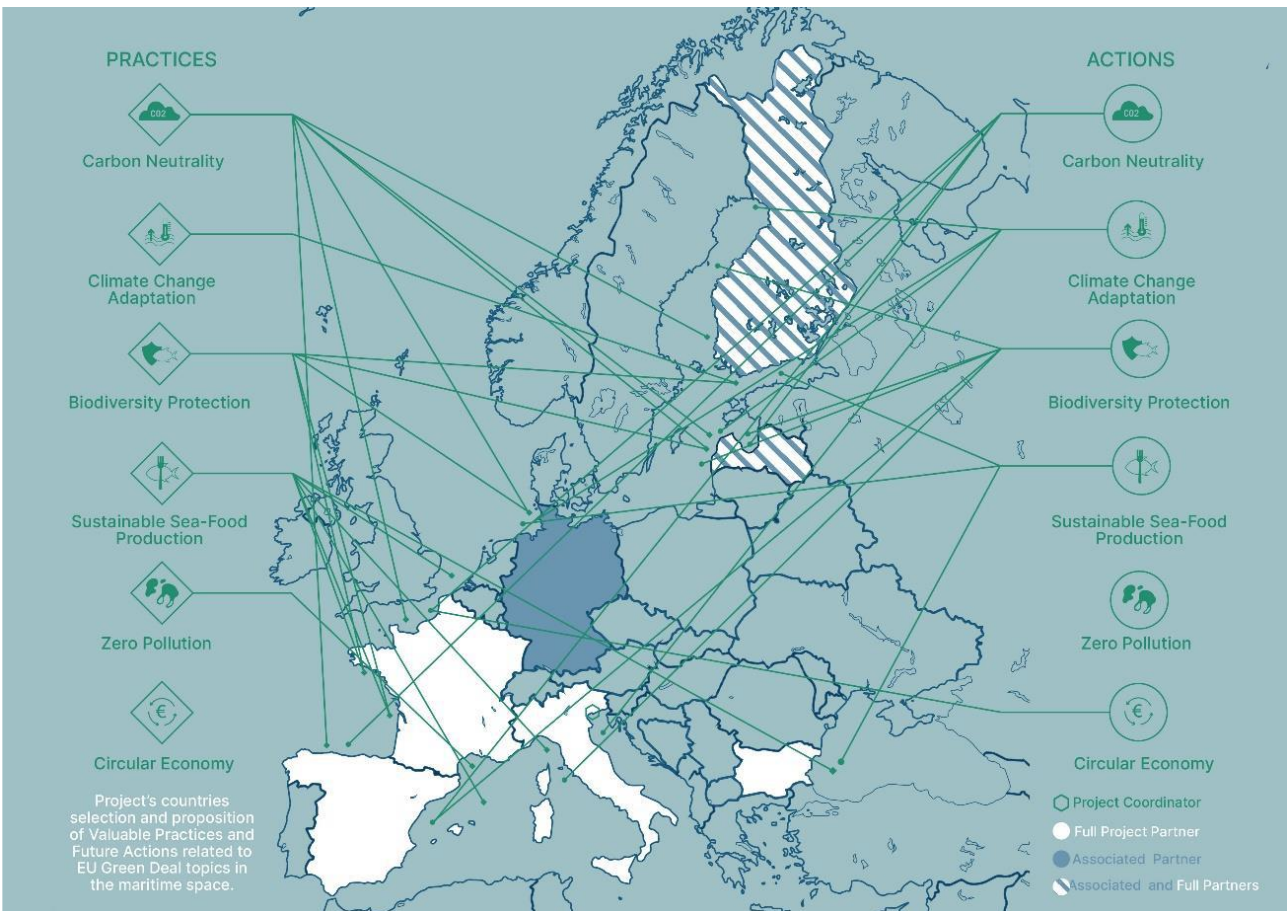 PRACTICES
CO2
Carbon Neutrality
Climate Change
Adaptation
Biodiversity Protection
Sustainable Sea-Food
Production
Zero Pollution
€
Circular Economy
Project's countries
selection and proposition
of Valuable Practices and
Future Actions related to
EU Green Deal topics in
the maritime space.
ACTIONS
CO2
Carbon Neutrality
Climate Change
Adaptation
Biodiversity Protection
Sustainable Sea-Food
Production
Zero Pollution
€
Circular Economy
Project Coordinator
Full Project Partner
Associated Partner
Associated and Full Partners